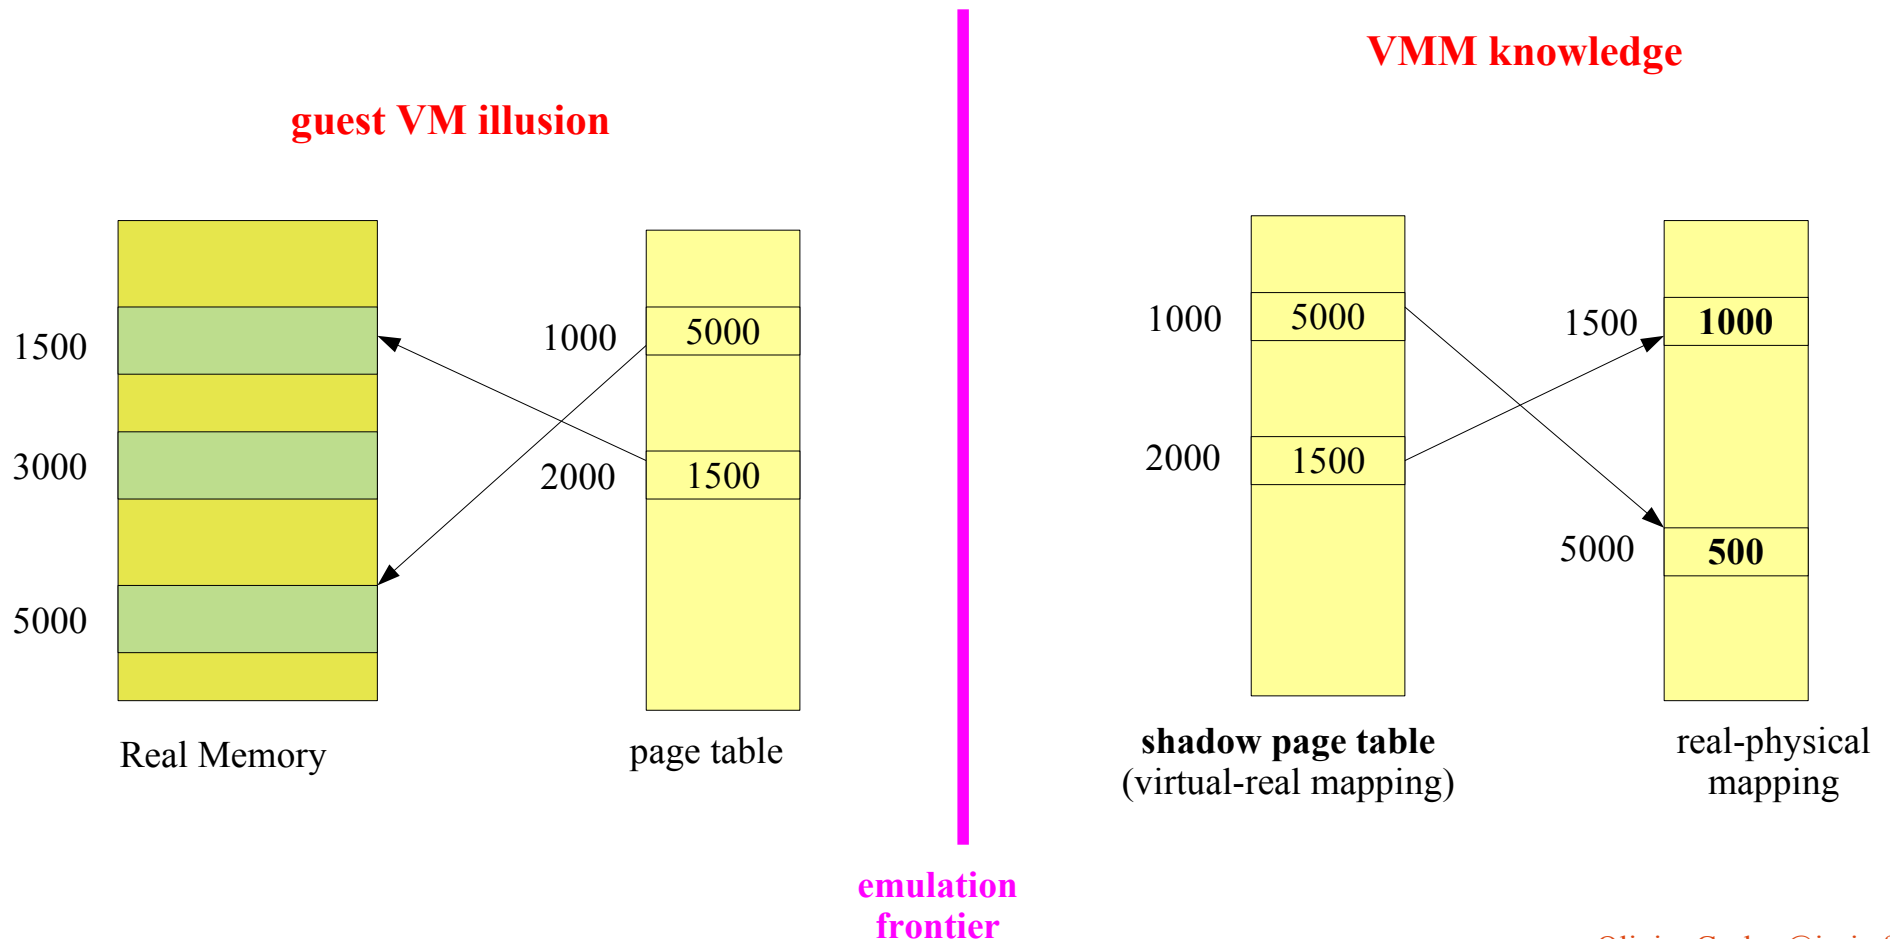 VMM knowledge
guest VM illusion
1500
3000
5000
Real Memory
1000
5000
2000
1500
page table
1000
5000
2000
1500
shadow page table
(virtual-real mapping)
1500
1000
5000
500
real-physical
mapping
emulation
frontier